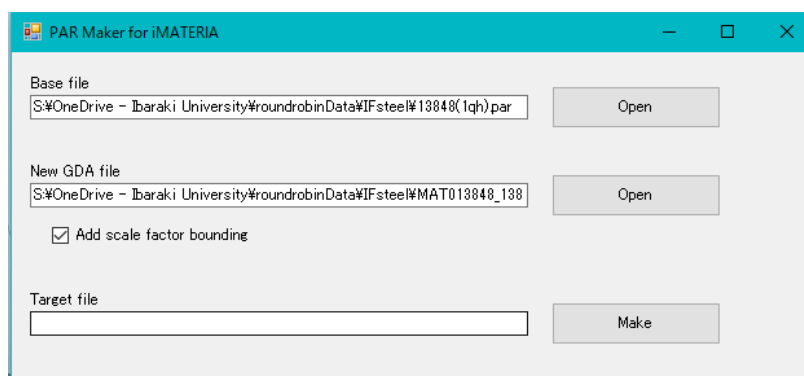 PAR Maker for iMATERIA
Base file
S:¥OneDrive - Ibaraki University¥roundrobinData¥IFsteel¥13848(1qh).par
Open
New GDA file
S:¥OneDrive - Ibaraki University¥roundrobinData¥IFsteel¥MAT013848_138
Open
Add scale factor bounding
Target file
Make